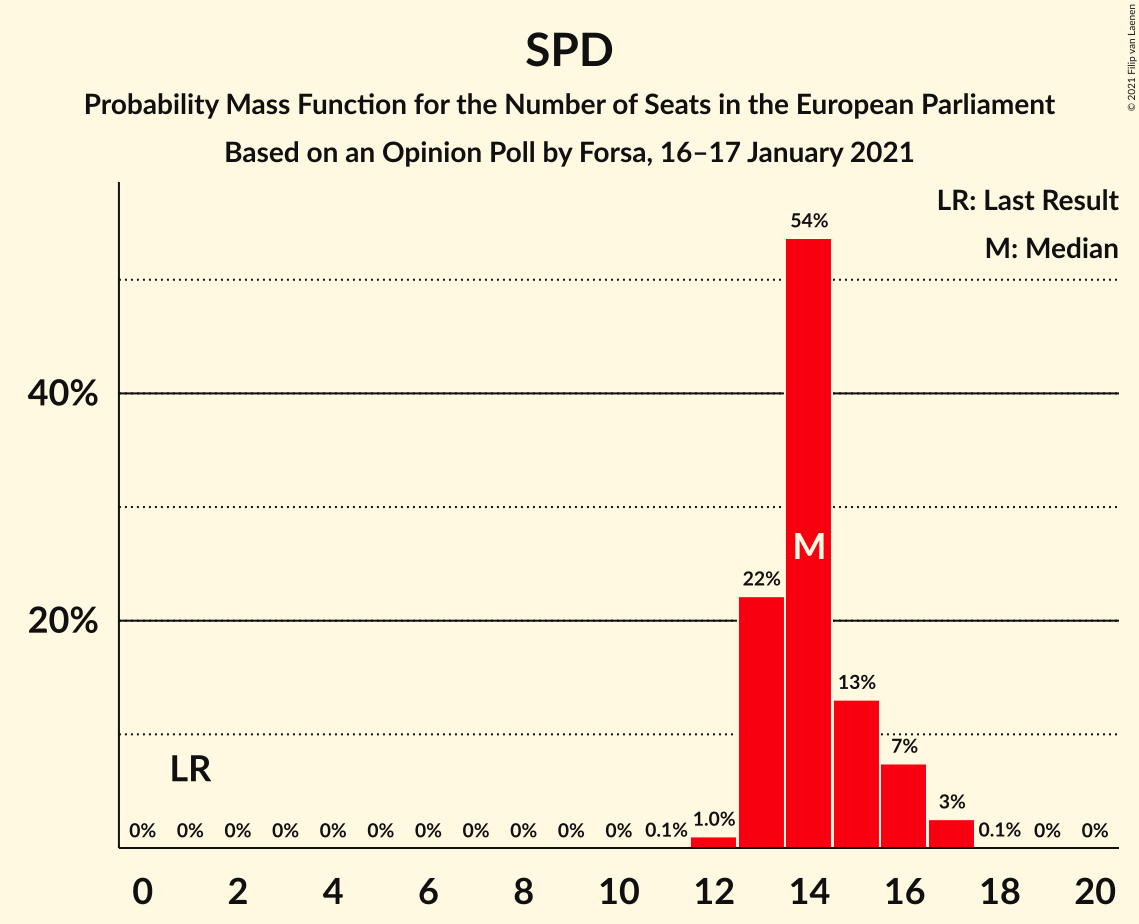 SPD
Probability Mass Function for the Number of Seats in the European Parliament
Based on an Opinion Poll by Forsa, 16–17 January 2021
© 2021 Filip van Laenen
LR: Last Result
M: Median
54%
40%
M
22%
20%
13%
7%
LR
3%
0% 0% 0% 0% 0% 0% 0% 0% 0% 0% 0% 0.1% 1.0% 0.1% 0% 0%
0 2 4 6 8 10 12 14 16 18 20